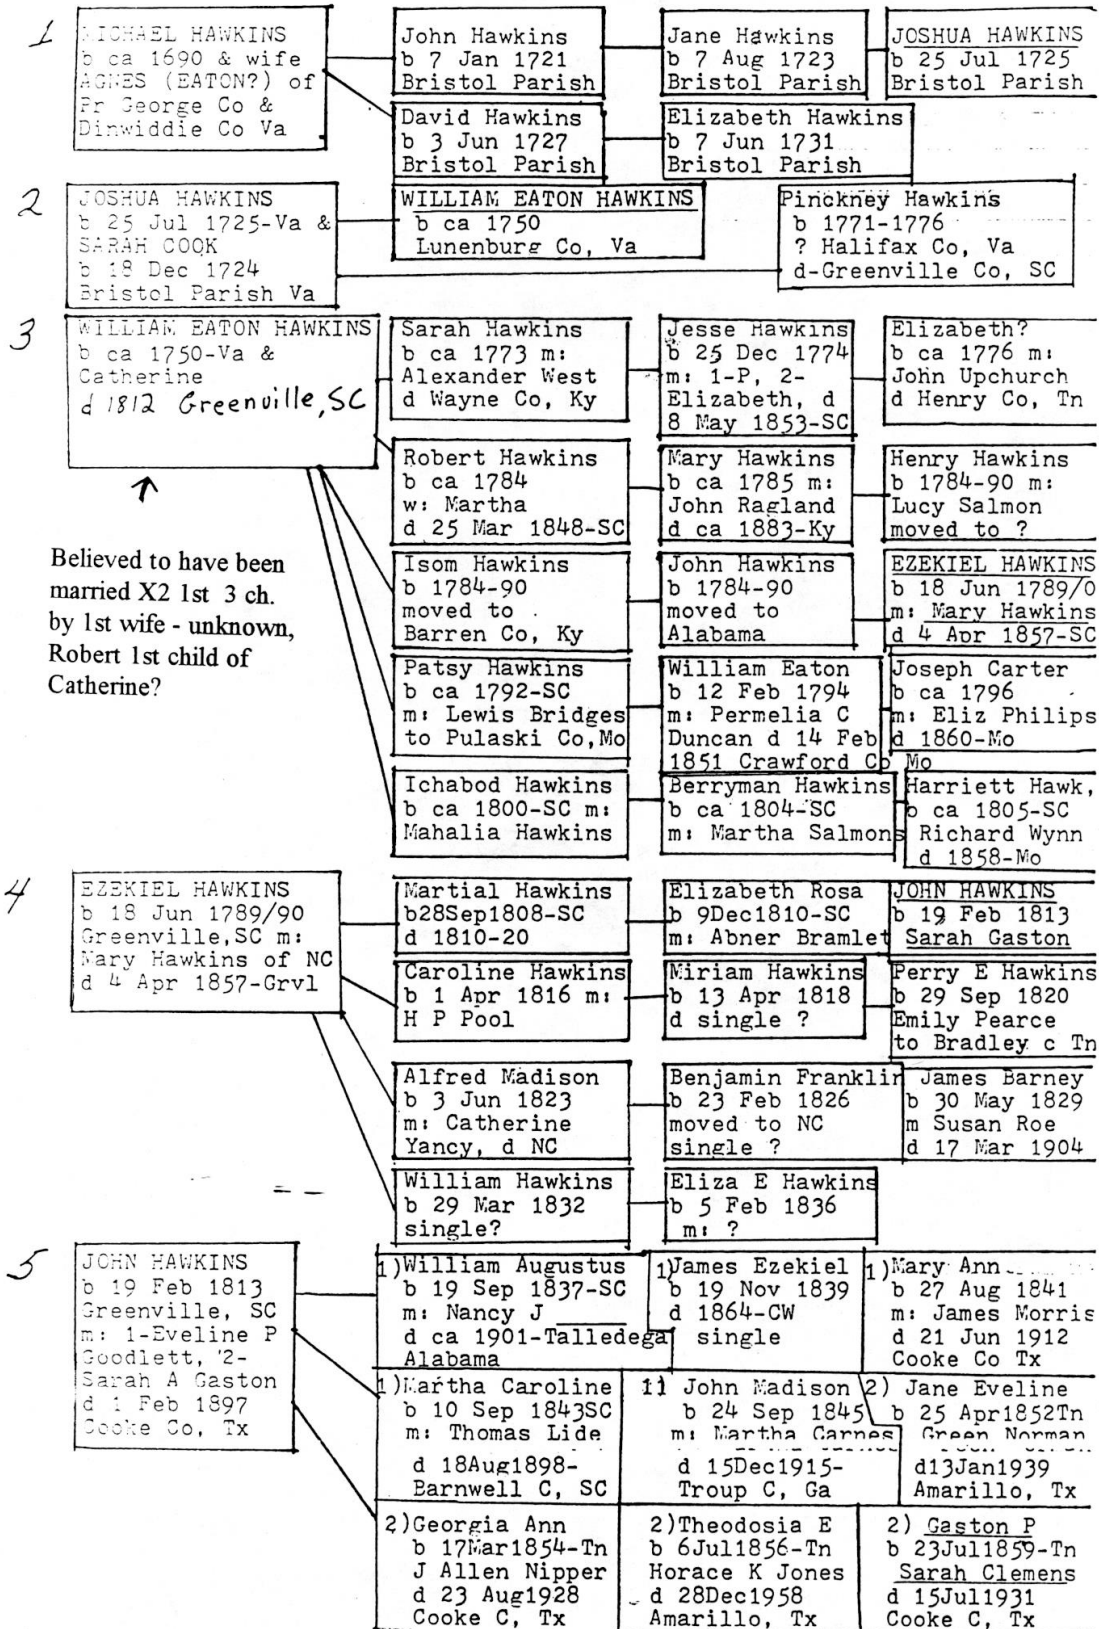 1
MICHAEL HAWKINS
b ca 1690 & wife
AGNES (EATON?) of
Pr George Co &
Dinwiddie Co Va
John Hawkins
b 7 Jan 1721
Bristol Parish
Jane Hawkins
b 7 Aug 1723
Bristol Parish
JOSHUA HAWKINS
b 25 Jul 1725
Bristol Parish
David Hawkins
b 3 Jun 1727
Bristol Parish
Elizabeth Hawkins
b 7 Jun 1731
Bristol Parish
2
JOSHUA HAWKINS
b 25 Jul 1725-Va &
SARAH COOK
b 18 Dec 1724
Bristol Parish Va
WILLIAM EATON HAWKINS
b ca 1750
Lunenburg Co, Va
Pinckney Hawkins
b 1771-1776
? Halifax Co, Va
d-Greenville Co, SC
3
WILLIAM EATON HAWKINS
b ca 1750-Va &
Catherine
d 1812 Greenville, SC
Believed to have been
married X2 1st 3 ch.
by 1st wife - unknown,
Robert 1st child of
Catherine?
Sarah Hawkins
b ca 1773 m:
Alexander West
d Wayne Co, Ky
Jesse Hawkins
b 25 Dec 1774
m: 1-P, 2-
Elizabeth, d
8 May 1853-SC
Elizabeth?
b ca 1776 m:
John Upchurch
d Henry Co, Tn
Robert Hawkins
b ca 1784
w: Martha
d 25 Mar 1848-SC
Mary Hawkins
b ca 1785 m:
John Ragland
d ca 1883-Ky
Henry Hawkins
b 1784-90 m:
Lucy Salmon
moved to ?
Isom Hawkins
b 1784-90
moved to
Barren Co, Ky
John Hawkins
b 1784-90
moved to
Alabama
EZEKIEL HAWKINS
b 18 Jun 1789/0
m: Mary Hawkins
d 4 Apr 1857-SC
Patsy Hawkins
b ca 1792-SC
m: Lewis Bridges
to Pulaski Co,Mo
William Eaton
b 12 Feb 1794
m: Permelia C
Duncan d 14 Feb
1851 Crawford Co Mo
Joseph Carter
b ca 1796
m: Eliz Philips
d 1860-Mo
Ichabod Hawkins
b ca 1800-SC m:
Mahalia Hawkins
Berryman Hawkins
b ca 1804-SC
m: Martha Salmons
Harriett Hawk,
b ca 1805-SC
Richard Wynn
d 1858-Mo
4
EZEKIEL HAWKINS
b 18 Jun 1789/90
Greenville,SC m:
Mary Hawkins of NC
d 4 Apr 1857-Grvl
Martial Hawkins
b28Sep1808-SC
d 1810-20
Elizabeth Rosa
b 9Dec1810-SC
m: Abner Bramlet
JOHN HAWKINS
b 19 Feb 1813
Sarah Gaston
Caroline Hawkins
b 1 Apr 1816 m:
H P Pool
Miriam Hawkins
b 13 Apr 1818
d single ?
Perry E Hawkins
b 29 Sep 1820
Emily Pearce
to Bradley c Tn
Alfred Madison
b 3 Jun 1823
m: Catherine
Yancy, d NC
Benjamin Franklin
b 23 Feb 1826
moved to NC
single ?
James Barney
b 30 May 1829
m Susan Roe
d 17 Mar 1904
William Hawkins
b 29 Mar 1832
single?
Eliza E Hawkins
b 5 Feb 1836
m: ?
5
JOHN HAWKINS
b 19 Feb 1813
Greenville, SC
m: 1-Eveline P
Goodlett, '2-
Sarah A Gaston
d 1 Feb 1897
Cooke Co, Tx
1)William Augustus
b 19 Sep 1837-SC
m: Nancy J
d ca 1901-Talledega
Alabama
1)James Ezekiel
b 19 Nov 1839
d 1864-CW
single
1)Mary Ann
b 27 Aug 1841
m: James Morris
d 21 Jun 1912
Cooke Co Tx
1)Martha Caroline
b 10 Sep 1843SC
m: Thomas Lide
d 18Aug1898-
Barnwell C, SC
1) John Madison
b 24 Sep 1845
m: Martha Carnes
d 15Dec1915-
Troup C, Ga
2) Jane Eveline
b 25 Apr1852Tn
Green Norman
d13Jan1939
Amarillo, Tx
2)Georgia Ann
b 17Mar1854-Tn
J Allen Nipper
d 23 Aug1928
Cooke C, Tx
2)Theodosia E
b 6Jul1856-Tn
Horace K Jones
d 28Dec1958
Amarillo, Tx
2) Gaston P
b 23Jul1859-Tn
Sarah Clemens
d 15Jul1931
Cooke C, Tx